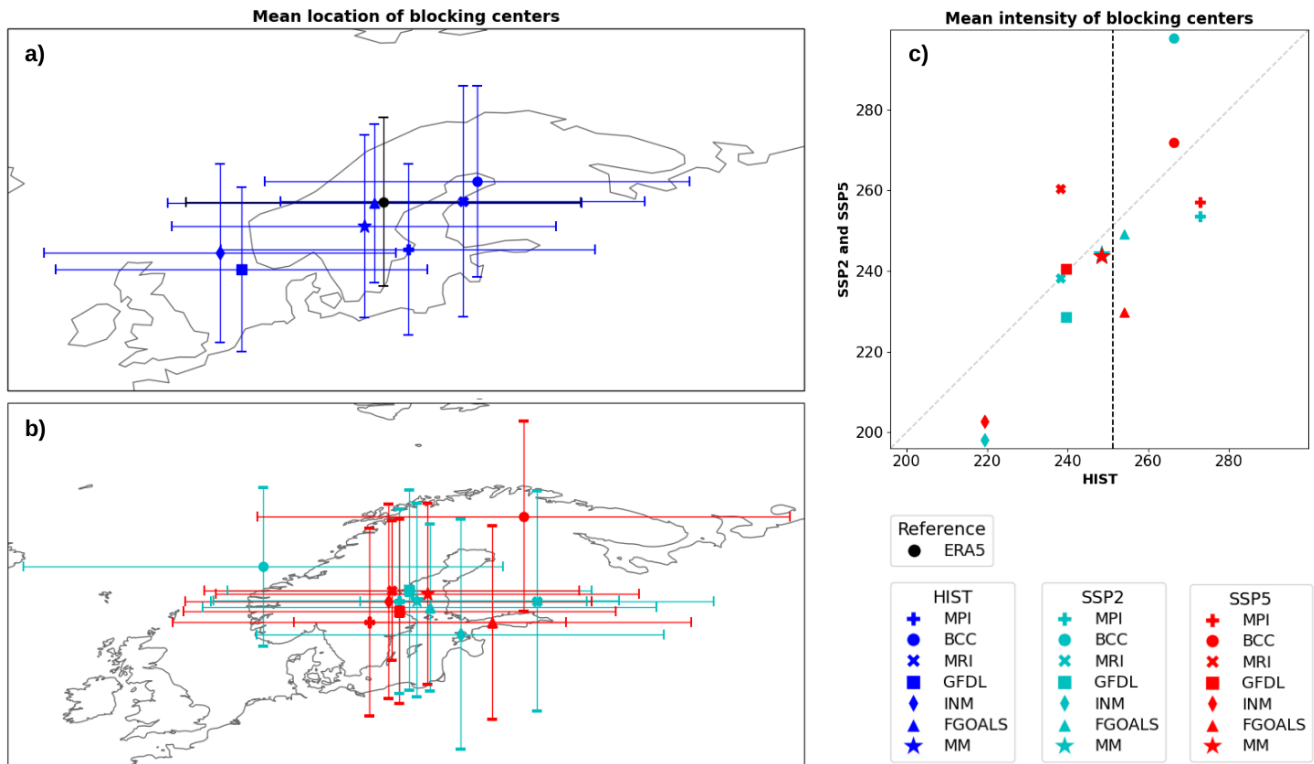 Mean location of blocking centers
a)
b)
Mean intensity of blocking centers
c)
SSP2 and SSP5
280
260
240
220
200
200
220
240
260
280
HIST
Reference
ERA5
HIST
MPI
BCC
MRI
GFDL
INM
FGOALS
MM
SSP2
MPI
BCC
MRI
GFDL
INM
FGOALS
MM
SSP5
MPI
BCC
MRI
GFDL
INM
FGOALS
MM